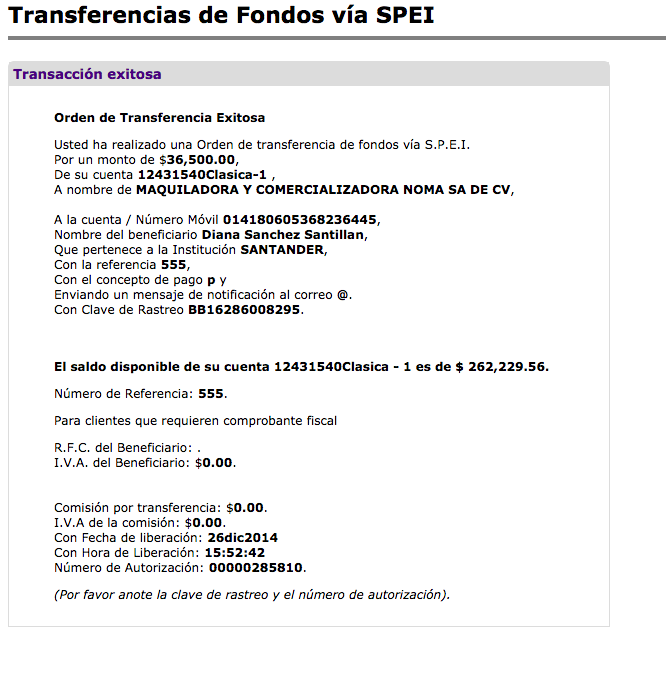 Transferencias de Fondos vía SPEI
Transacción exitosa
Orden de Transferencia Exitosa
Usted ha realizado una Orden de transferencia de fondos vía S.P.E.I.
Por un monto de $36,500.00,
De su cuenta 12431540Clasica-1 ,
A nombre de MAQUILADORA Y COMERCIALIZADORA NOMA SA DE CV,
A la cuenta / Número Móvil 014180605368236445,
Nombre del beneficiario Diana Sanchez Santillan,
Que pertenece a la Institución SANTANDER,
Con la referencia 555,
Con el concepto de pago p y
Enviando un mensaje de notificación al correo @.
Con Clave de Rastreo BB16286008295.
El saldo disponible de su cuenta 12431540Clasica - 1 es de $ 262,229.56.
Número de Referencia: 555.
Para clientes que requieren comprobante fiscal
R.F.C. del Beneficiario: .
I.V.A. del Beneficiario: $0.00.
Comisión por transferencia: $0.00.
I.V.A de la comisión: $0.00.
Con Fecha de liberación: 26dic2014
Con Hora de Liberación: 15:52:42
Número de Autorización: 00000285810.
(Por favor anote la clave de rastreo y el número de autorización).